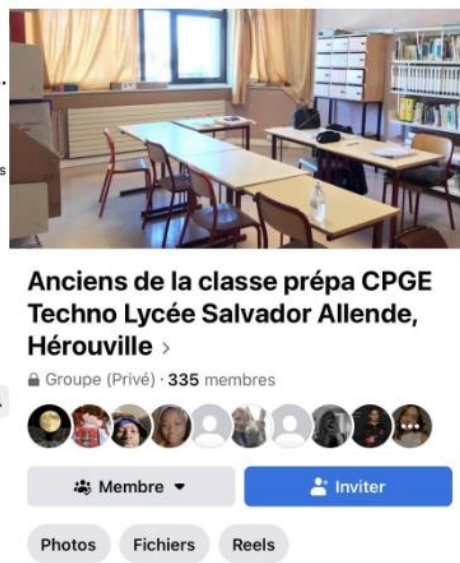 Anciens de la classe prépa CPGE
Techno Lycée Salvador Allende,
Hérouville >
Groupe (Privé) · 335 membres
Membre
Inviter
Photos
Fichiers
Reels